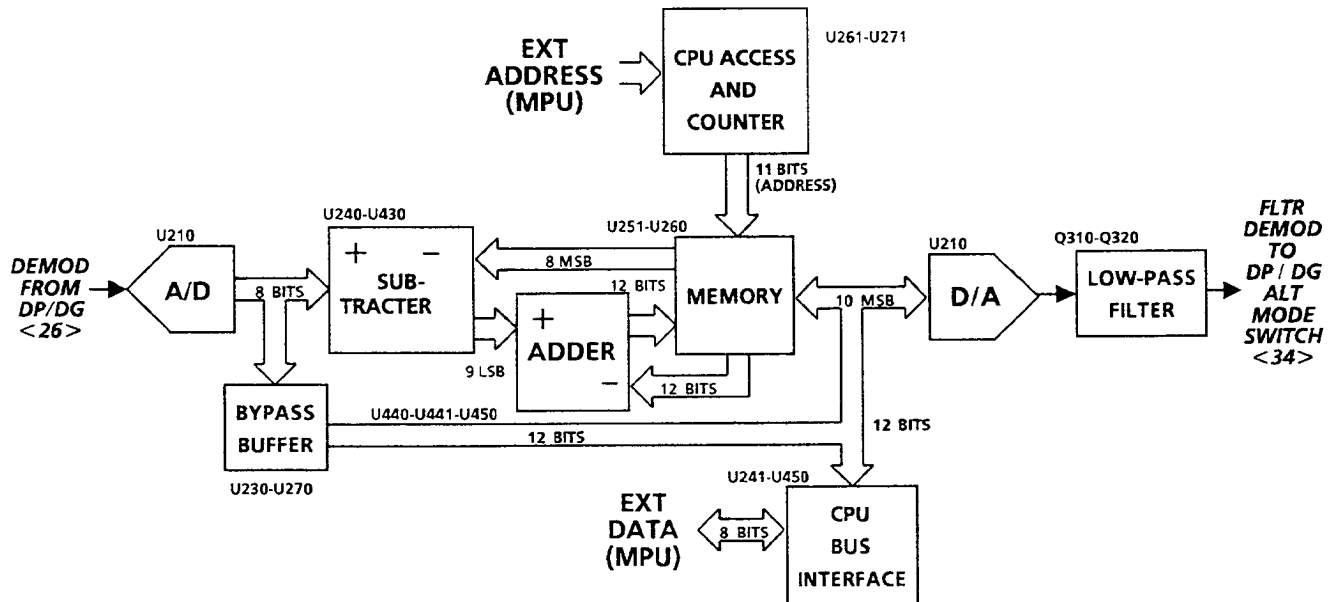 U261-U271
EXT
ADDRESS
(MPU)
CPU ACCESS
AND
COUNTER
11 BITS
(ADDRESS)
U240-U430
U251-U260
U210
DEMOD
FROM
DP/DG
<26>
A/D
8 BITS
+ −
SUB-
TRACTER
8 MSB
12 BITS
MEMORY
+
ADDER
−
9 LSB
12 BITS
10 MSB
U210
D/A
Q310-Q320
LOW-PASS
FILTER
FLTR
DEMOD
TO
DP / DG
ALT
MODE
SWITCH
<34>
BYPASS
BUFFER
U440-U441-U450
12 BITS
12 BITS
U230-U270
U241-U450
EXT
DATA
(MPU)
8 BITS
CPU
BUS
INTERFACE